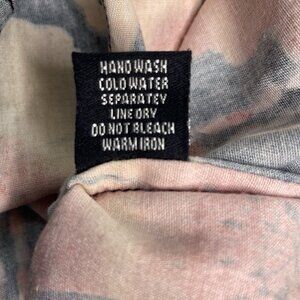 HAND WASH
COLD WATER
SEPARATEY
LINE DRY
DO NOT BLEACH
WARM IRON